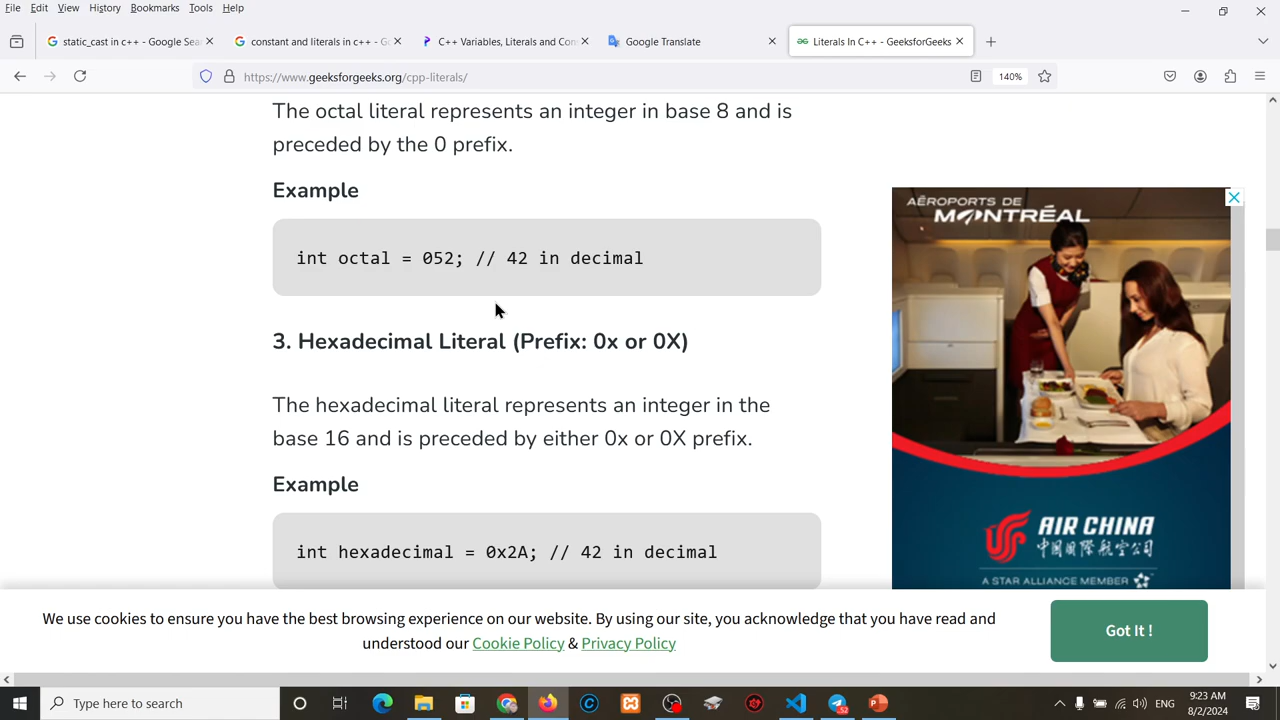 File Edit View History Bookmarks Tools Help
static_cast in c++ - Google Sea
constant and literals in c++ - G
C++ Variables, Literals and Con
Google Translate
Literals In C++ - GeeksforGeeks
https://www.geeksforgeeks.org/cpp-literals/
140%
The octal literal represents an integer in base 8 and is
preceded by the 0 prefix.
Example
int octal = 052; // 42 in decimal
3. Hexadecimal Literal (Prefix: 0x or 0X)
The hexadecimal literal represents an integer in the
base 16 and is preceded by either 0x or 0X prefix.
Example
int hexadecimal = 0x2A; // 42 in decimal
AÉROPORTS DE
MONTRÉAL
AIR CHINA
中国国际航空公司
A STAR ALLIANCE MEMBER
We use cookies to ensure you have the best browsing experience on our website. By using our site, you acknowledge that you have read and
understood our Cookie Policy & Privacy Policy
Got It !
Type here to search
ENG
9:23 AM
8/2/2024